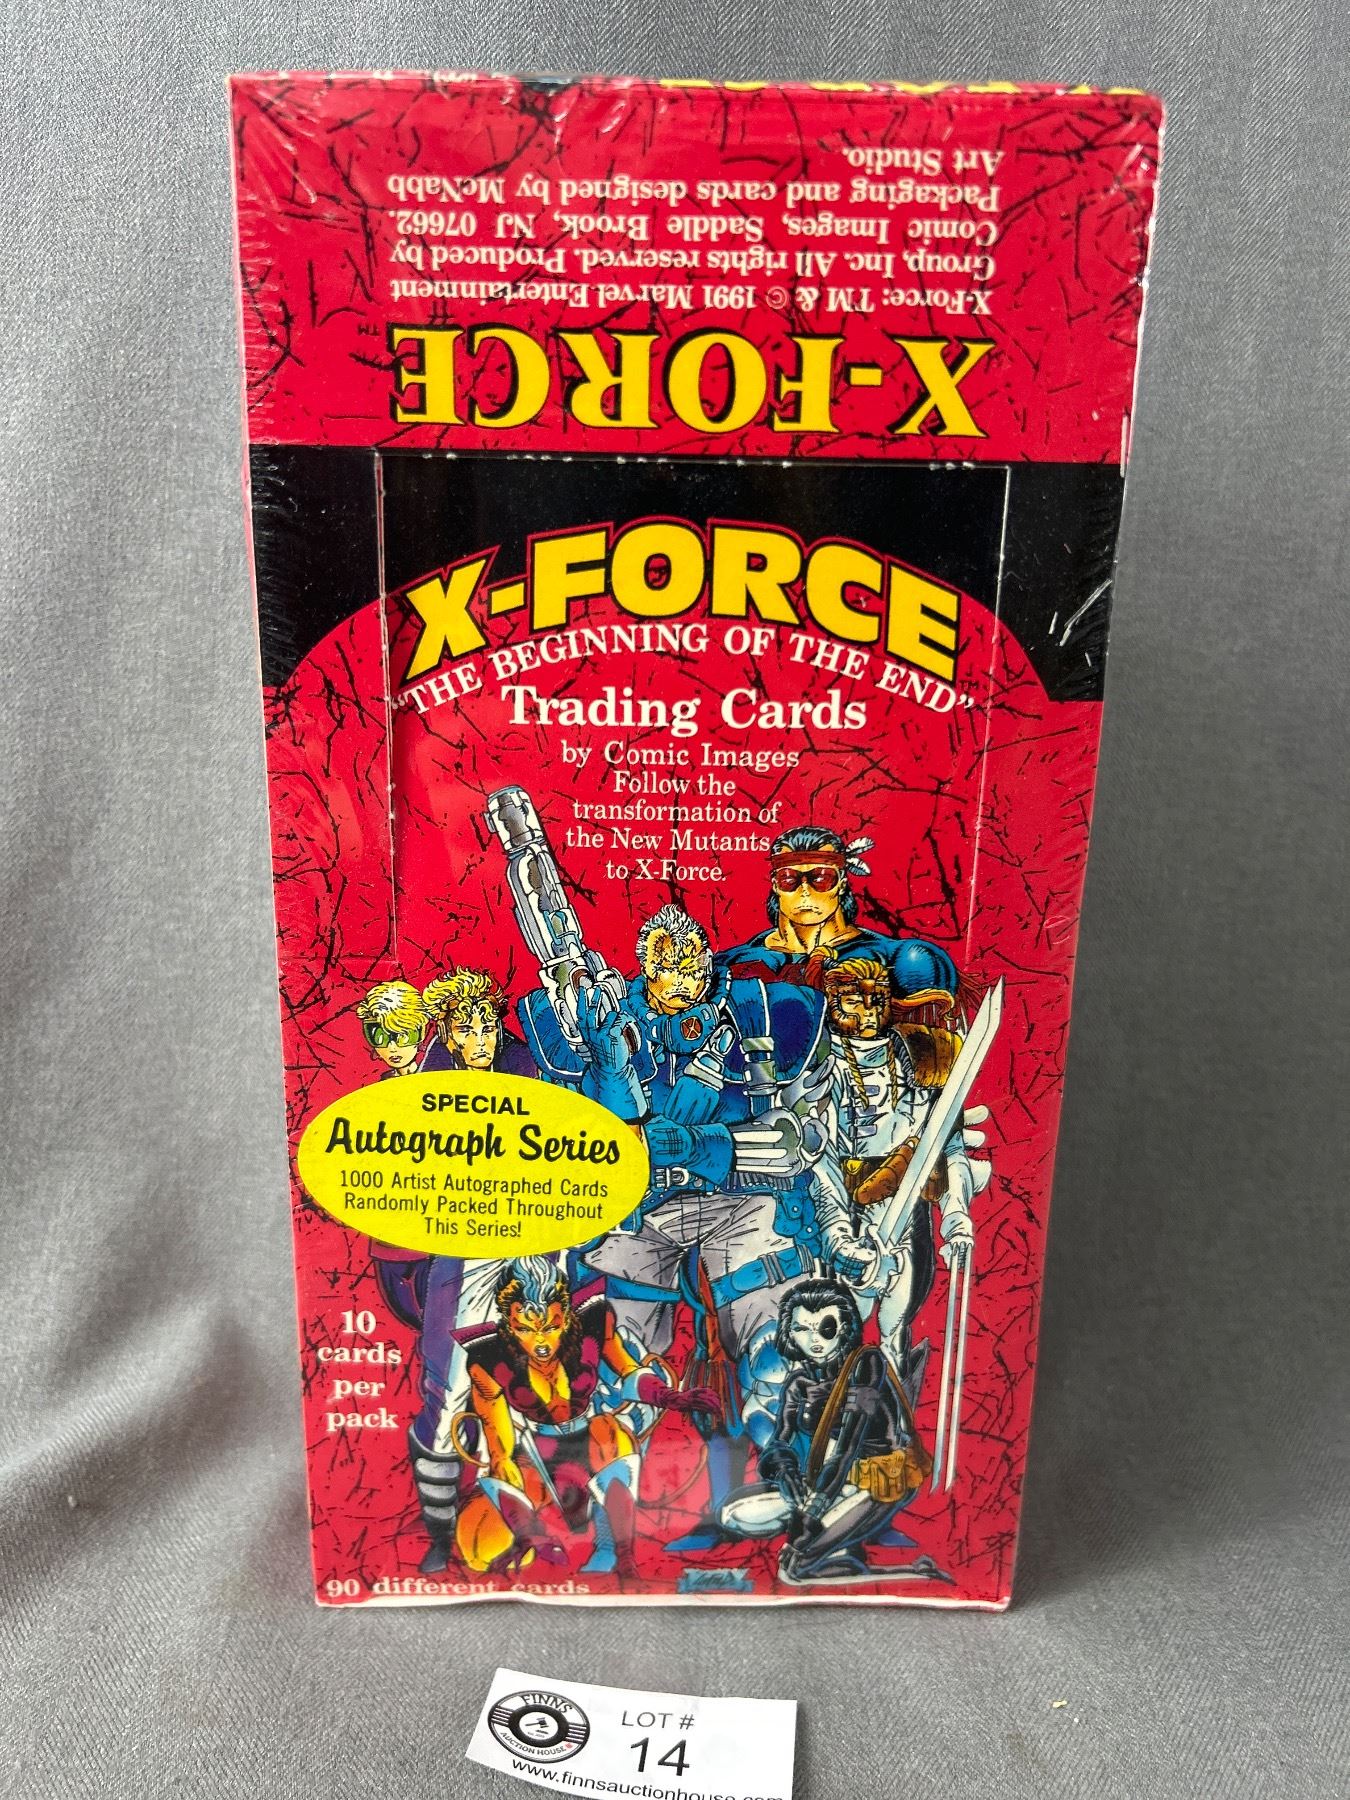 Art Studio.
Packaging and cards designed by McNabb
Comic Images, Saddle Brook, NJ 07662.
Group, Inc. All rights reserved. Produced by
X-Force: TM & © 1991 Marvel Entertainment
X-FORCE™
X-FORCE
"THE BEGINNING OF THE END"™
Trading Cards
by Comic Images
Follow the
transformation of
the New Mutants
to X-Force.
SPECIAL
Autograph Series
1000 Artist Autographed Cards
Randomly Packed Throughout
This Series!
10
cards
per
pack
90 different cards
FINNS
AUCTION HOUSE
LOT #
14
www.finnsauctionhouse.com